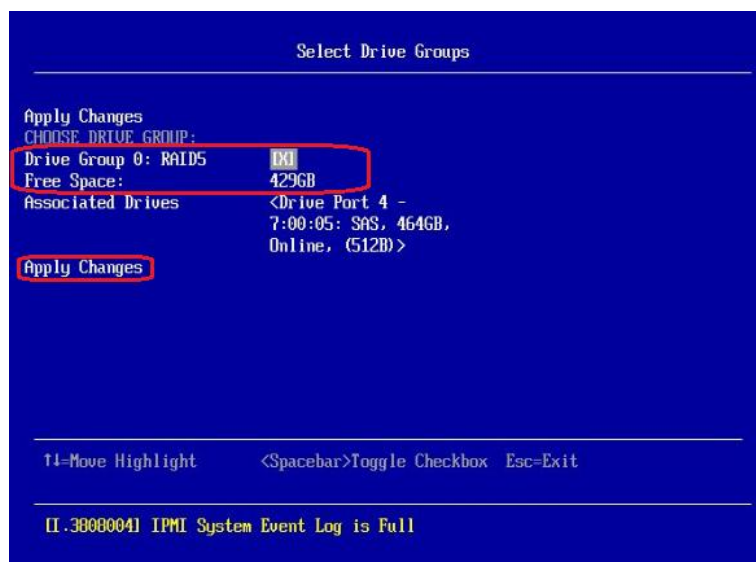 Select Drive Groups
Apply Changes
CHOOSE DRIVE GROUP:
Drive Group 0: RAID5 [X]
Free Space: 429GB
Associated Drives <Drive Port 4 -
7:00:05: SAS, 464GB,
Online, (512B)>
Apply Changes
↑↓=Move Highlight <Spacebar>Toggle Checkbox Esc=Exit
[I.3808004] IPMI System Event Log is Full